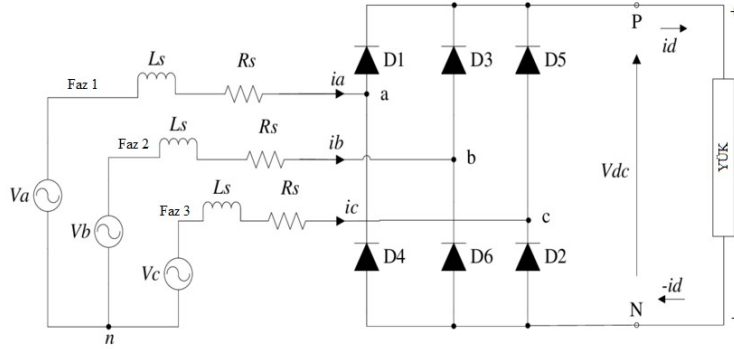 P
id
D1
D3
D5
Ls
Rs
Faz 1
ia
a
Ls
Rs
Faz 2
ib
b
Va
Vdc
YÜK
Ls
Rs
Faz 3
ic
c
Vb
Vc
D4
D6
D2
-id
N
n